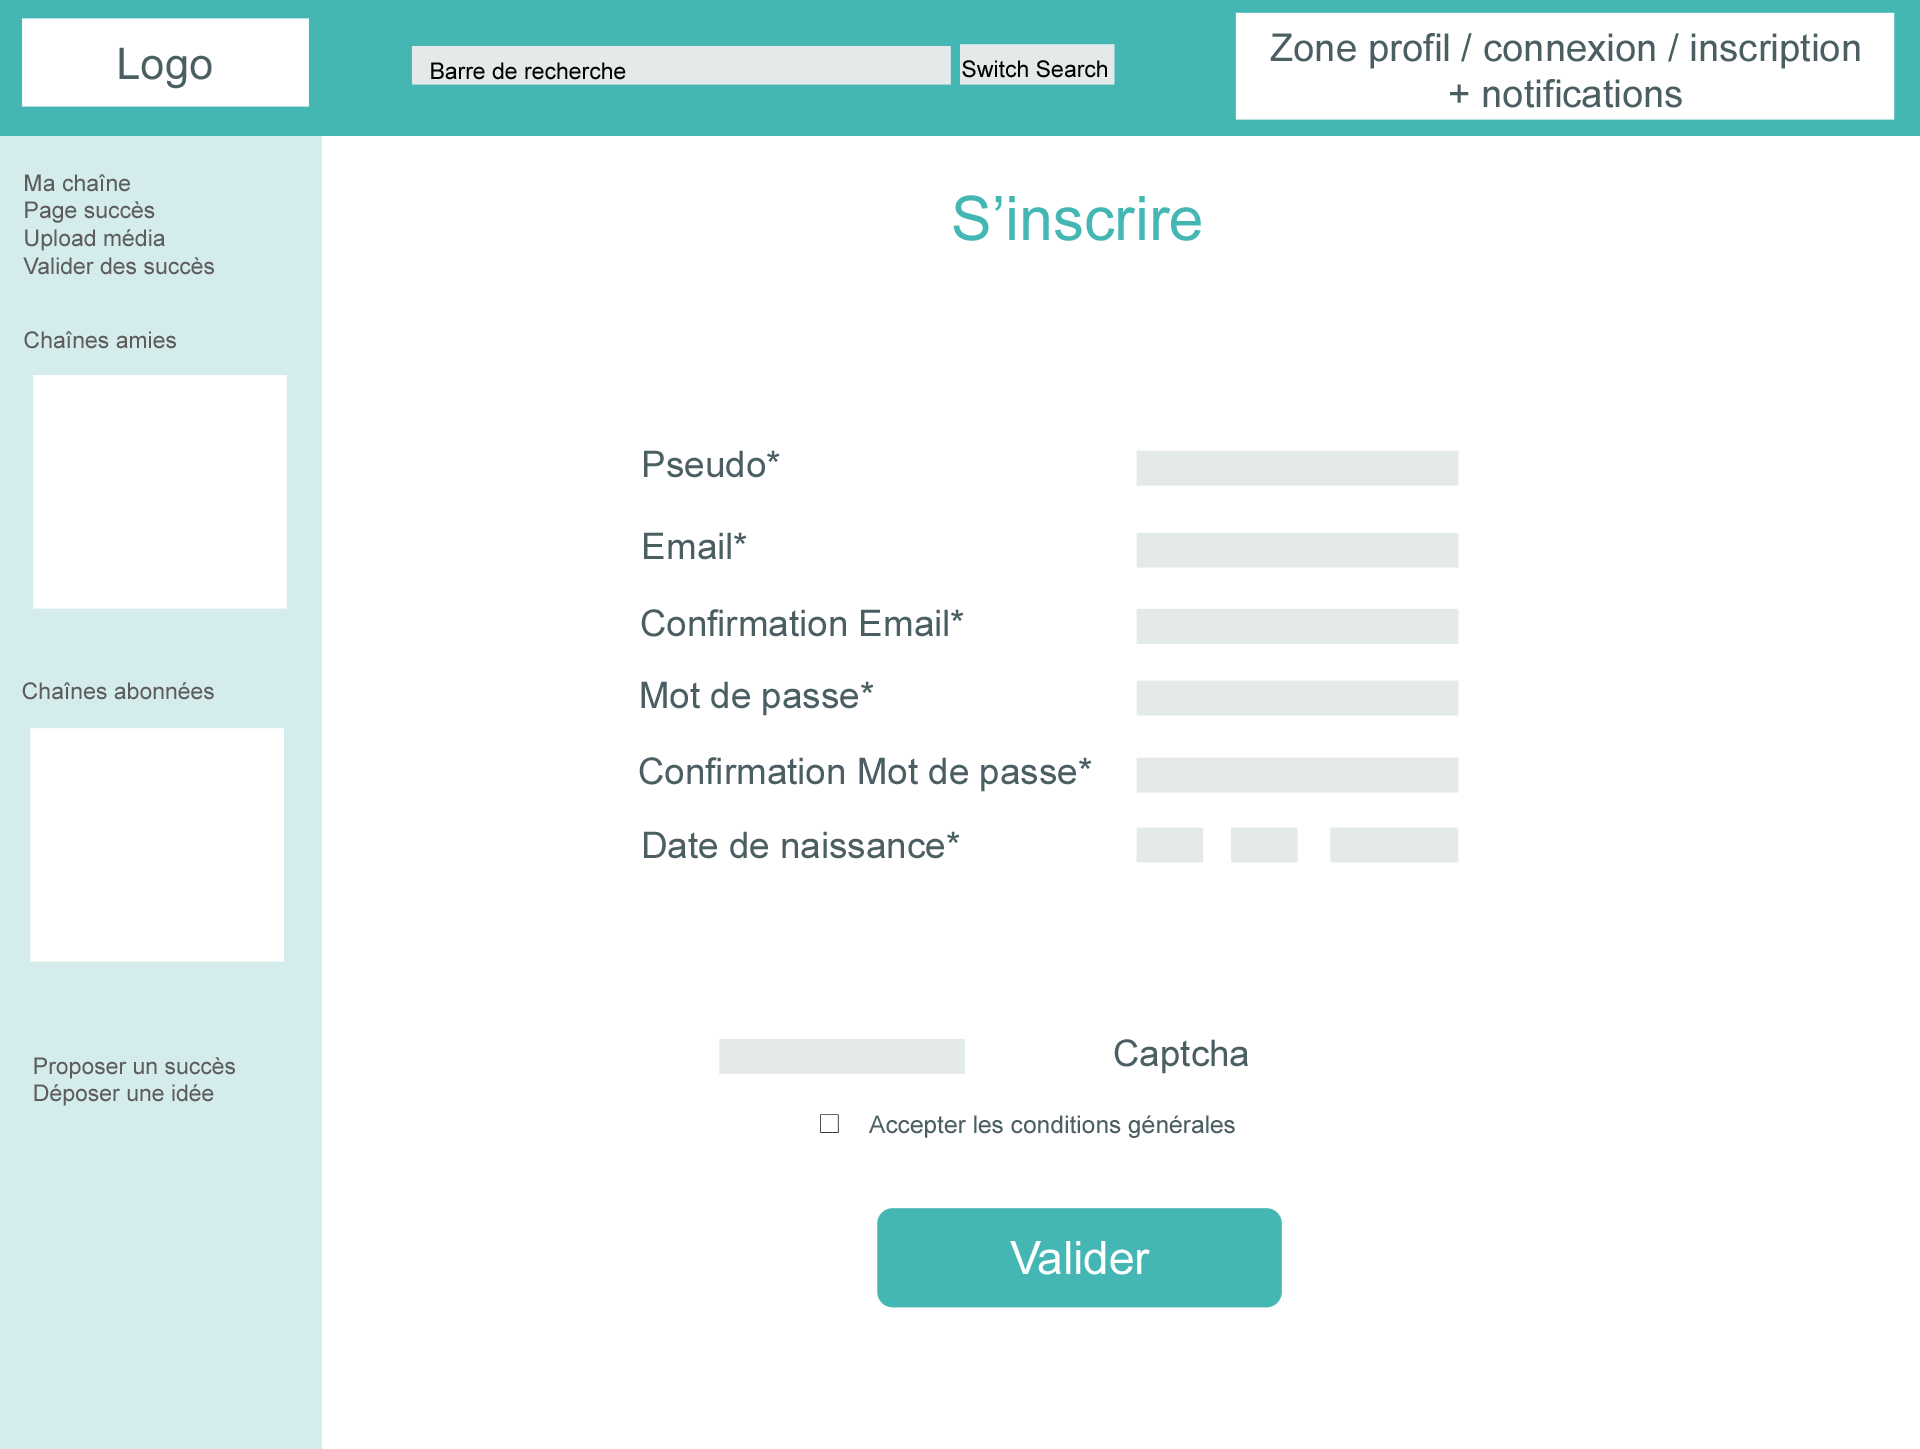 Logo
Barre de recherche
Switch Search
Zone profil / connexion / inscription
+ notifications
Ma chaîne
Page succès
Upload média
Valider des succès
Chaînes amies
Chaînes abonnées
Proposer un succès
Déposer une idée
S’inscrire
Pseudo*
Email*
Confirmation Email*
Mot de passe*
Confirmation Mot de passe*
Date de naissance*
Captcha
Accepter les conditions générales
Valider